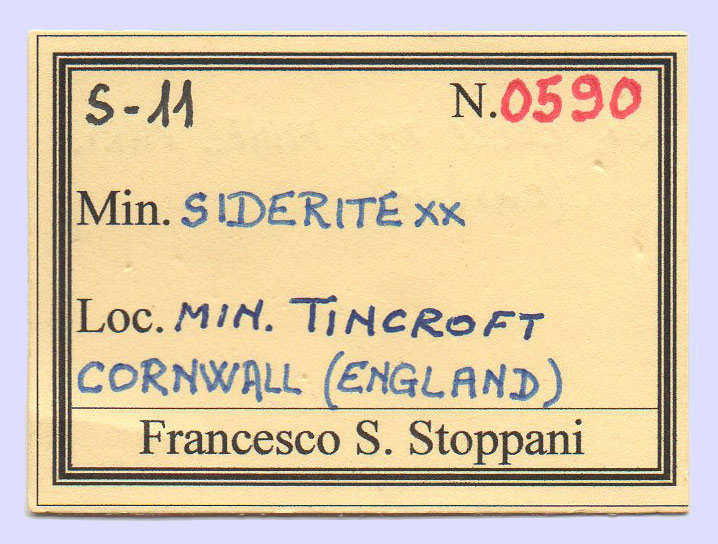 S-11 N.0590
Min. SIDERITE xx
Loc. MIN. TINCROFT
CORNWALL (ENGLAND)
Francesco S. Stoppani